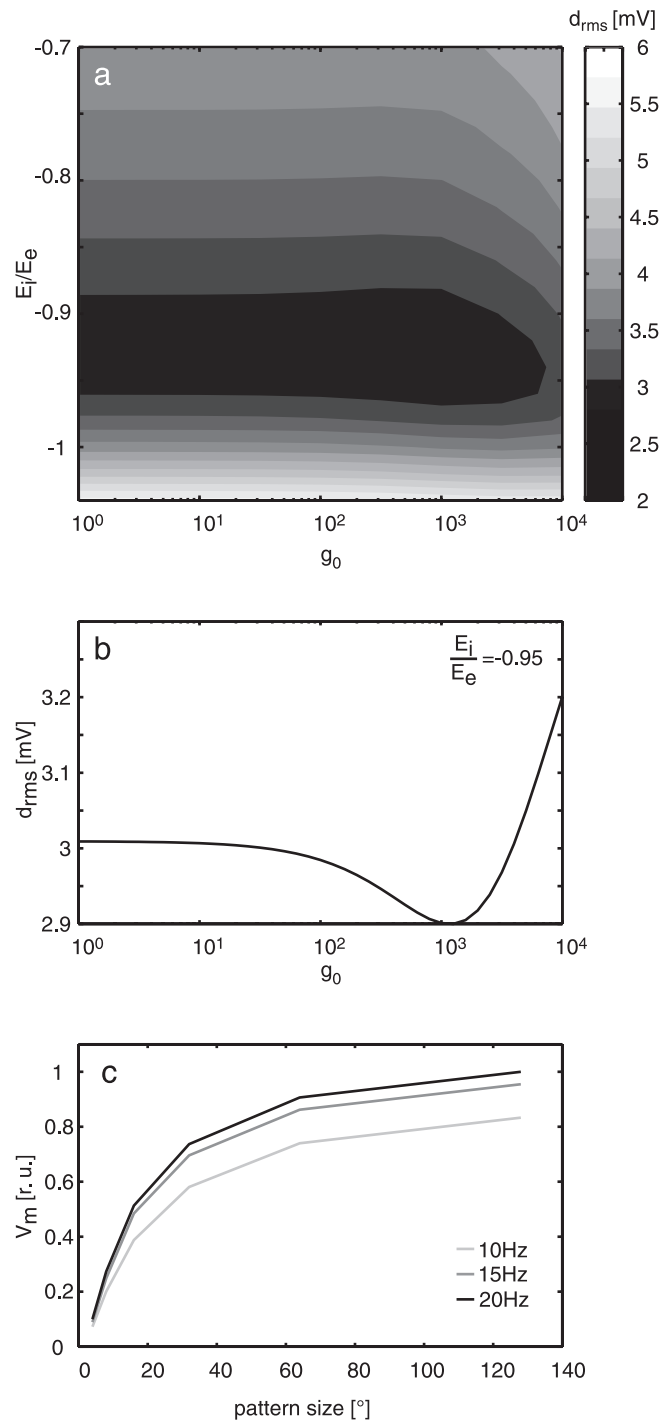 d_rms [mV]
a
-0.7
-0.8
-0.9
-1
E_i/E_e
10^0 10^1 10^2 10^3 10^4
g_0
6
5.5
5
4.5
4
3.5
3
2.5
2
b
E_i/E_e =-0.95
3.2
3.1
3
2.9
d_rms [mV]
10^0 10^1 10^2 10^3 10^4
g_0
c
1
0.8
0.6
0.4
0.2
0
V_m [r. u.]
10Hz
15Hz
20Hz
0 20 40 60 80 100 120 140
pattern size [°]